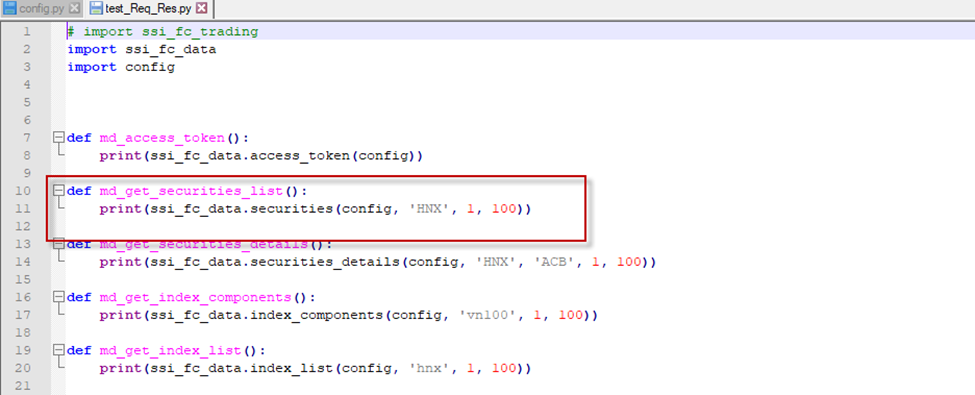 config.py test_Req_Res.py
1 # import ssi_fc_trading
2 import ssi_fc_data
3 import config
4
5
6
7 def md_access_token():
8 print(ssi_fc_data.access_token(config))
9
10 def md_get_securities_list():
11 print(ssi_fc_data.securities(config, 'HNX', 1, 100))
12
13 def md_get_securities_details():
14 print(ssi_fc_data.securities_details(config, 'HNX', 'ACB', 1, 100))
15
16 def md_get_index_components():
17 print(ssi_fc_data.index_components(config, 'vn100', 1, 100))
18
19 def md_get_index_list():
20 print(ssi_fc_data.index_list(config, 'hnx', 1, 100))
21